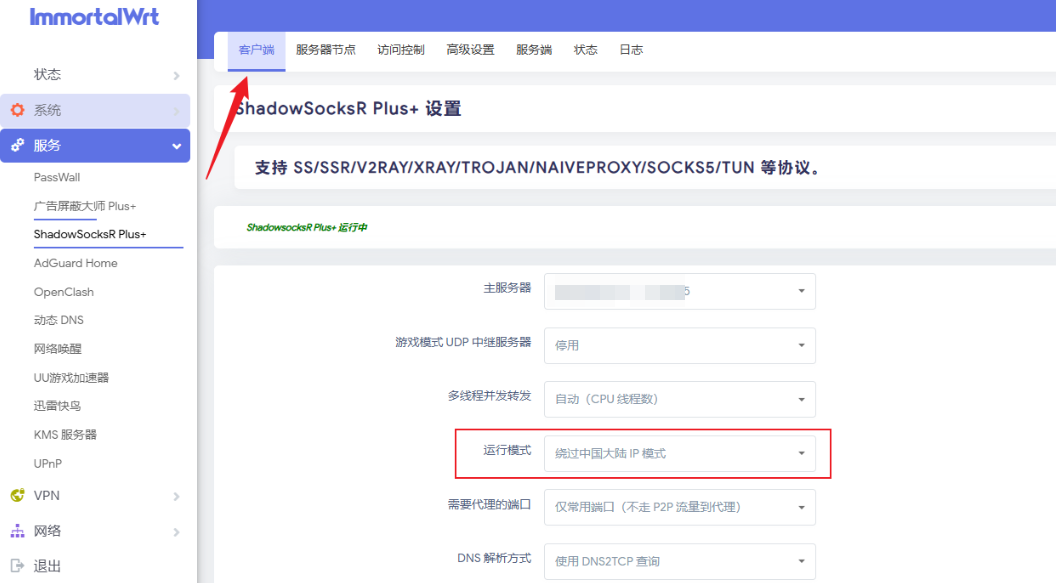 ImmortalWrt
状态
系统
服务
PassWall
广告屏蔽大师 Plus+
ShadowSocksR Plus+
AdGuard Home
OpenClash
动态 DNS
网络唤醒
UU游戏加速器
迅雷快鸟
KMS 服务器
UPnP
VPN
网络
退出
客户端 服务器节点 访问控制 高级设置 服务端 状态 日志
ShadowSocksR Plus+ 设置
支持 SS/SSR/V2RAY/XRAY/TROJAN/NAIVEPROXY/SOCKS5/TUN 等协议。
ShadowsocksR Plus+ 运行中
主服务器 5
游戏模式 UDP 中继服务器 停用
多线程并发转发 自动（CPU 线程数）
运行模式 绕过中国大陆 IP 模式
需要代理的端口 仅常用端口（不走 P2P 流量到代理）
DNS 解析方式 使用 DNS2TCP 查询